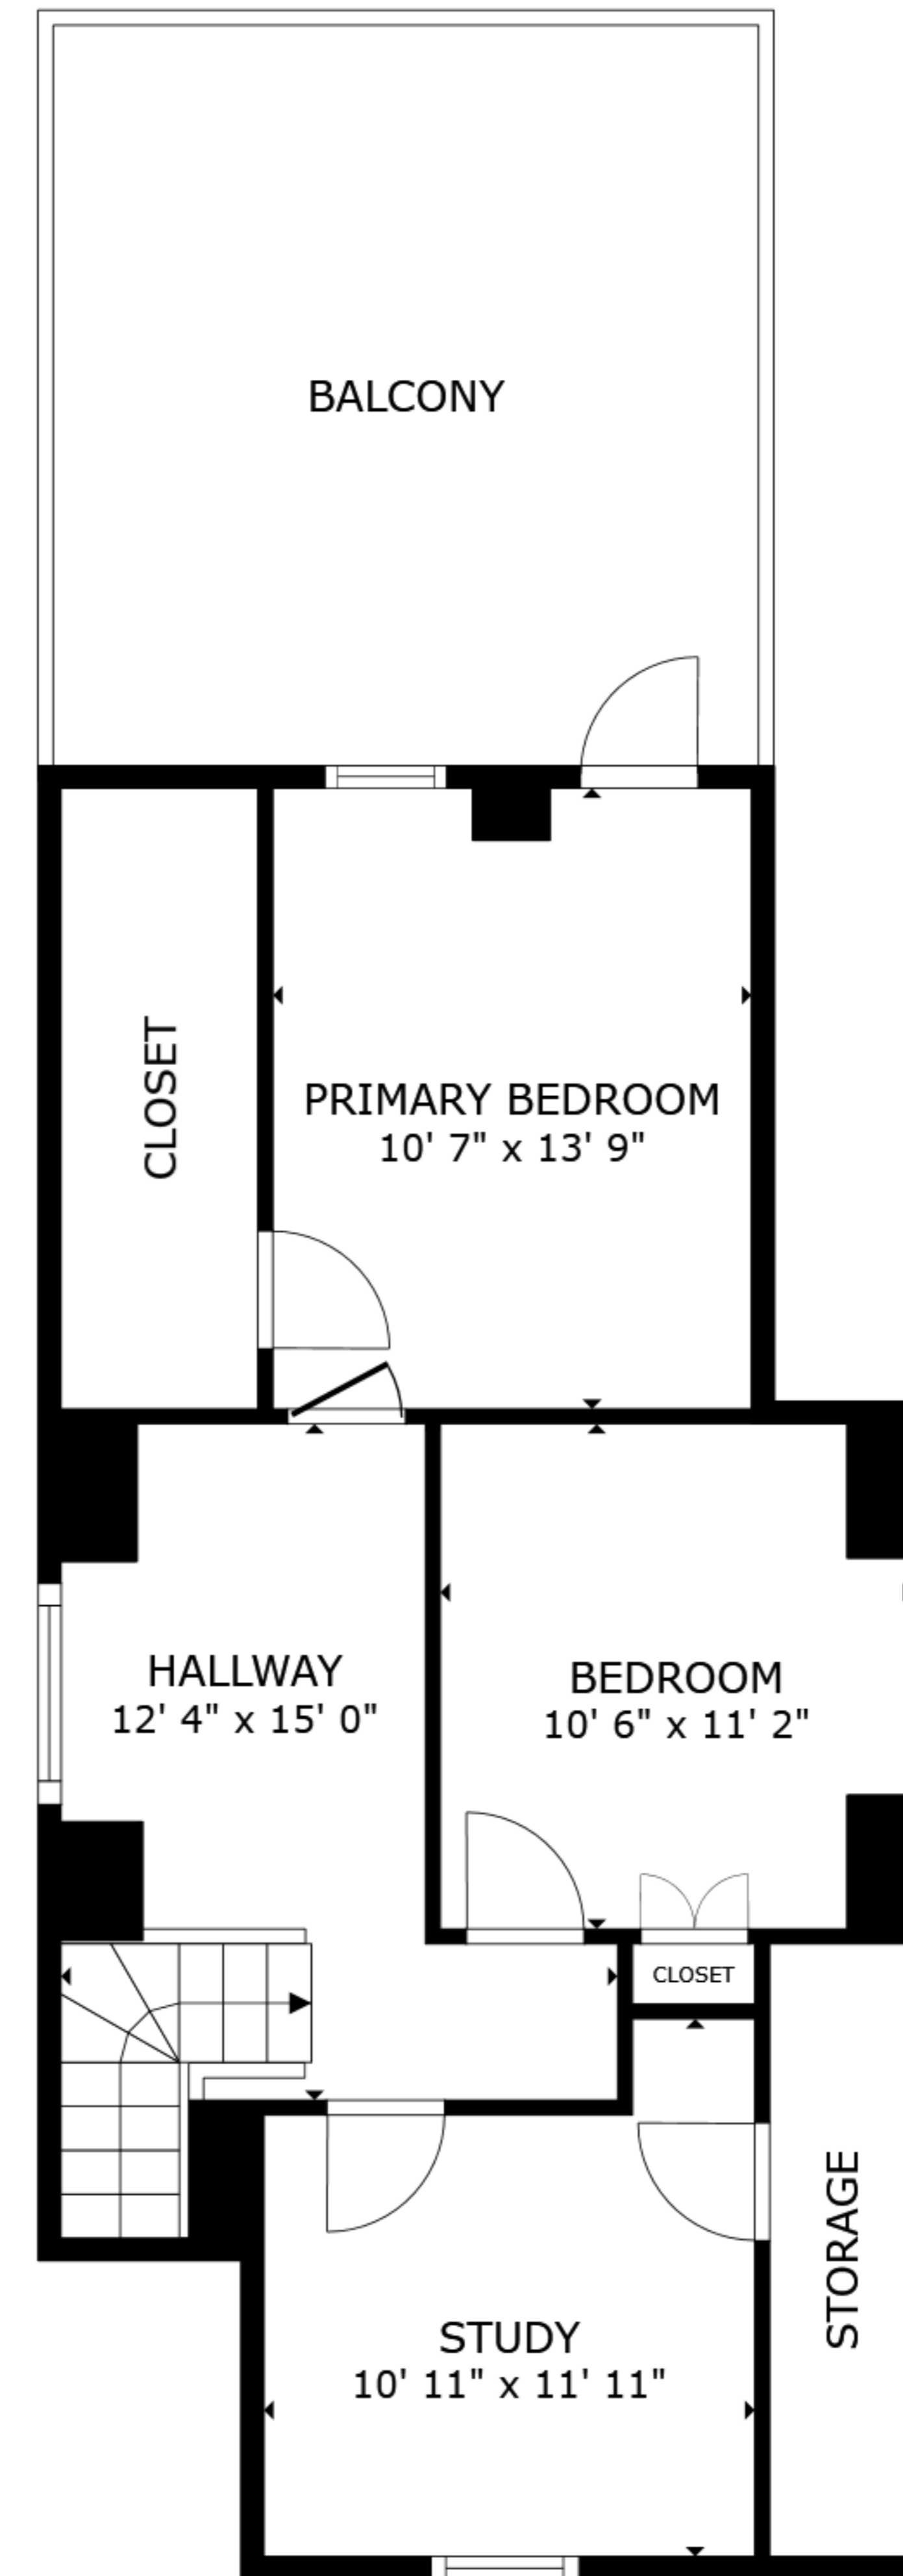 BALCONY
CLOSET
PRIMARY BEDROOM
10' 7" x 13' 9"
HALLWAY
12' 4" x 15' 0"
BEDROOM
10' 6" x 11' 2"
CLOSET
STORAGE
STUDY
10' 11" x 11' 11"